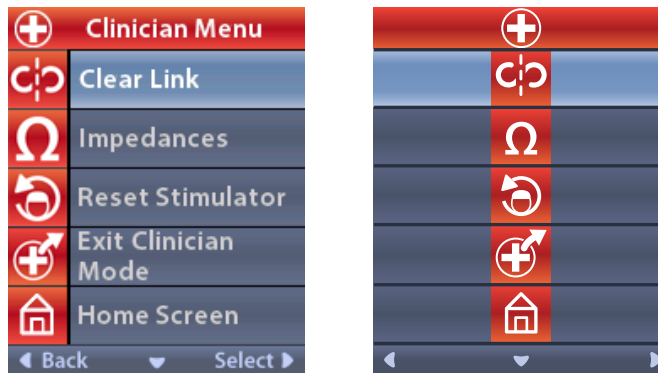 Clinician Menu
Clear Link
Ω Impedances
Reset Stimulator
Exit Clinician
Mode
Home Screen
Back Select
Ω